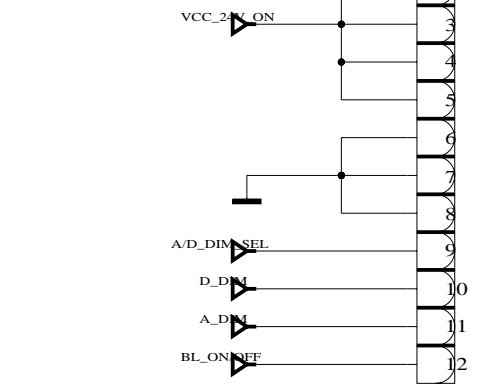 VCC_24V_ON
3
4
5
6
7
8
A/D_DIM_SEL
9
D_DIM
10
A_DIM
11
BL_ON/OFF
12